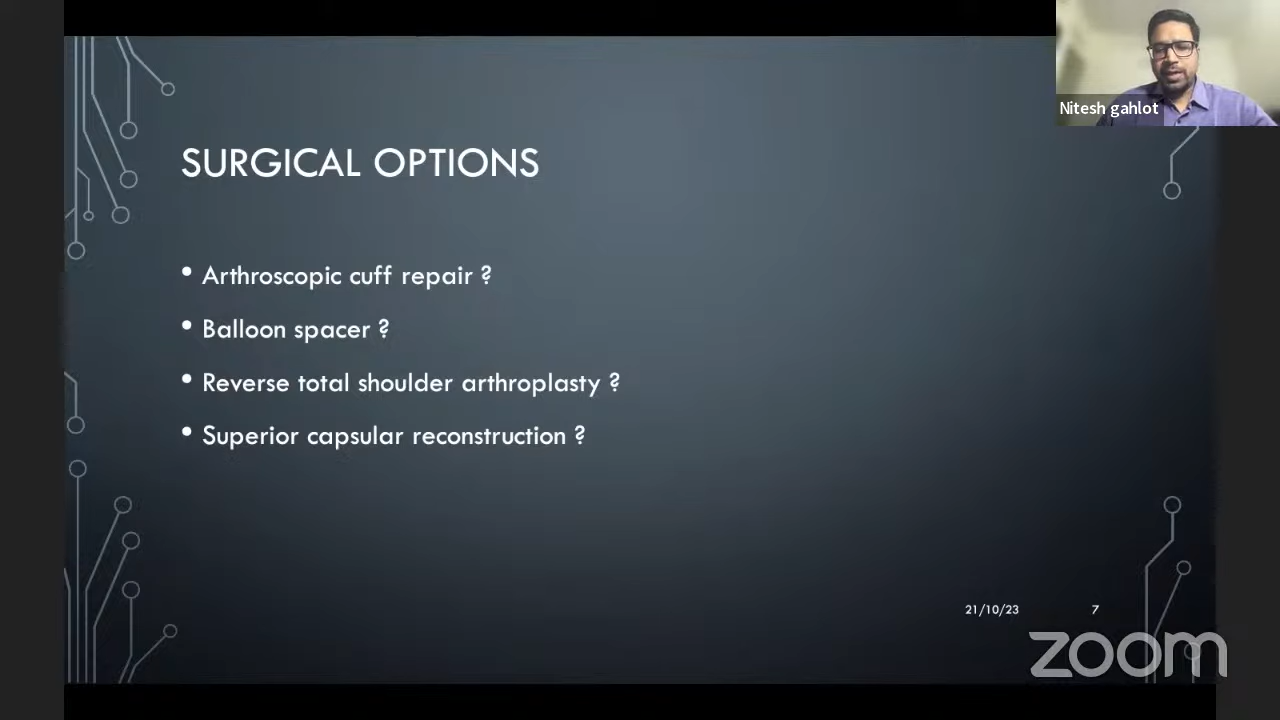 Nitesh gahlot
SURGICAL OPTIONS
• Arthroscopic cuff repair ?
• Balloon spacer ?
• Reverse total shoulder arthroplasty ?
• Superior capsular reconstruction ?
21/10/23 7
zoom